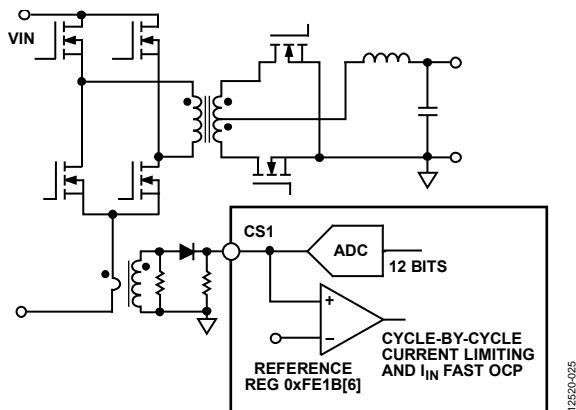 VIN
CS1
ADC
12 BITS
+
–
REFERENCE
REG 0xFE1B[6]
CYCLE-BY-CYCLE
CURRENT LIMITING
AND IIN FAST OCP
12520-025